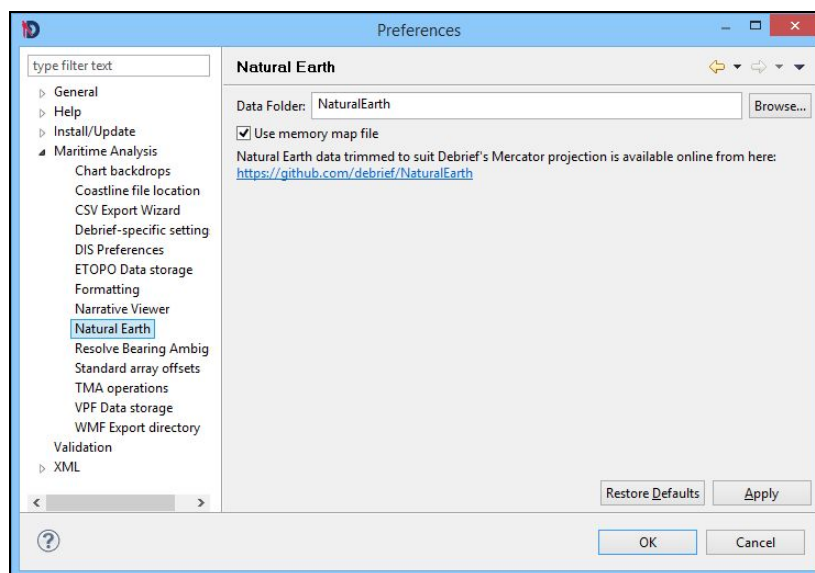 Preferences
type filter text
General
Help
Install/Update
Maritime Analysis
Chart backdrops
Coastline file location
CSV Export Wizard
Debrief-specific setting
DIS Preferences
ETOPO Data storage
Formatting
Narrative Viewer
Natural Earth
Resolve Bearing Ambig
Standard array offsets
TMA operations
VPF Data storage
WMF Export directory
Validation
XML
Natural Earth
Data Folder: NaturalEarth Browse...
Use memory map file
Natural Earth data trimmed to suit Debrief's Mercator projection is available online from here:
https://github.com/debrief/NaturalEarth
Restore Defaults Apply
OK Cancel